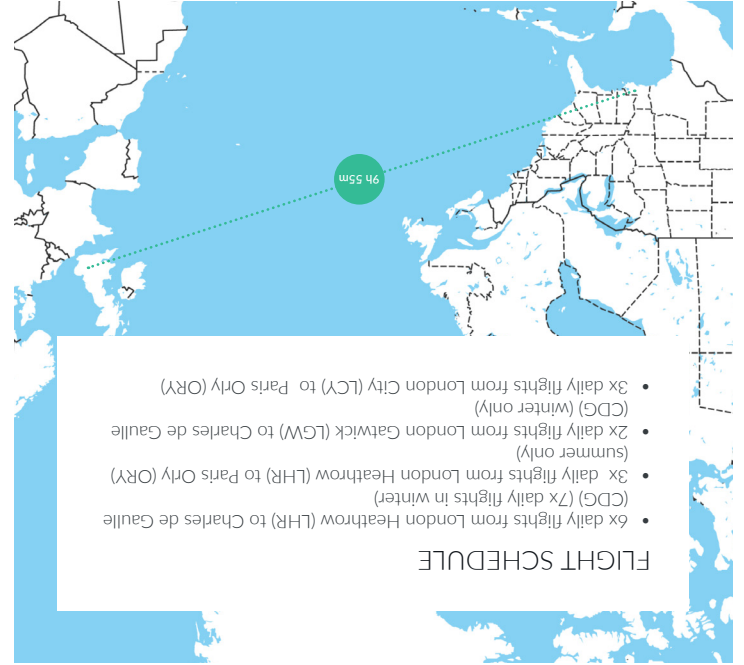 FLIGHT SCHEDULE
• 6x daily flights from London Heathrow (LHR) to Charles de Gaulle
(CDG) (7x daily flights in winter)
• 3x daily flights from London Heathrow (LHR) to Paris Orly (ORY)
(summer only)
• 2x daily flights from London Gatwick (LGW) to Charles de Gaulle
(CDG) (winter only)
• 3x daily flights from London City (LCY) to Paris Orly (ORY)
9h 55m